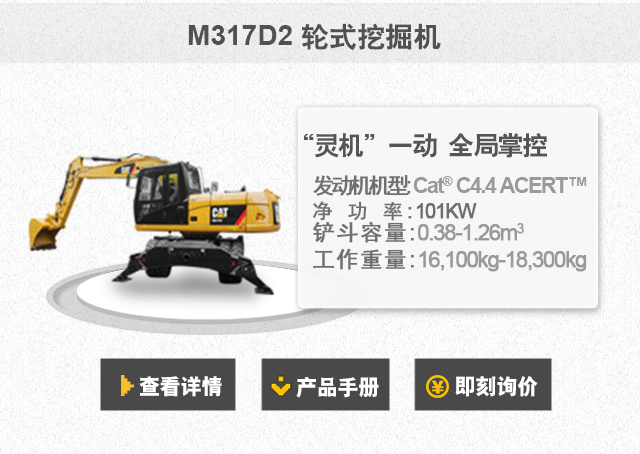 M317D2 轮式挖掘机
“灵机”一动 全局掌控
发动机机型 Cat® C4.4 ACERT™
净 功 率:101KW
铲斗容量:0.38-1.26m³
工作重量:16,100kg-18,300kg
CAT
查看详情
产品手册
即刻询价